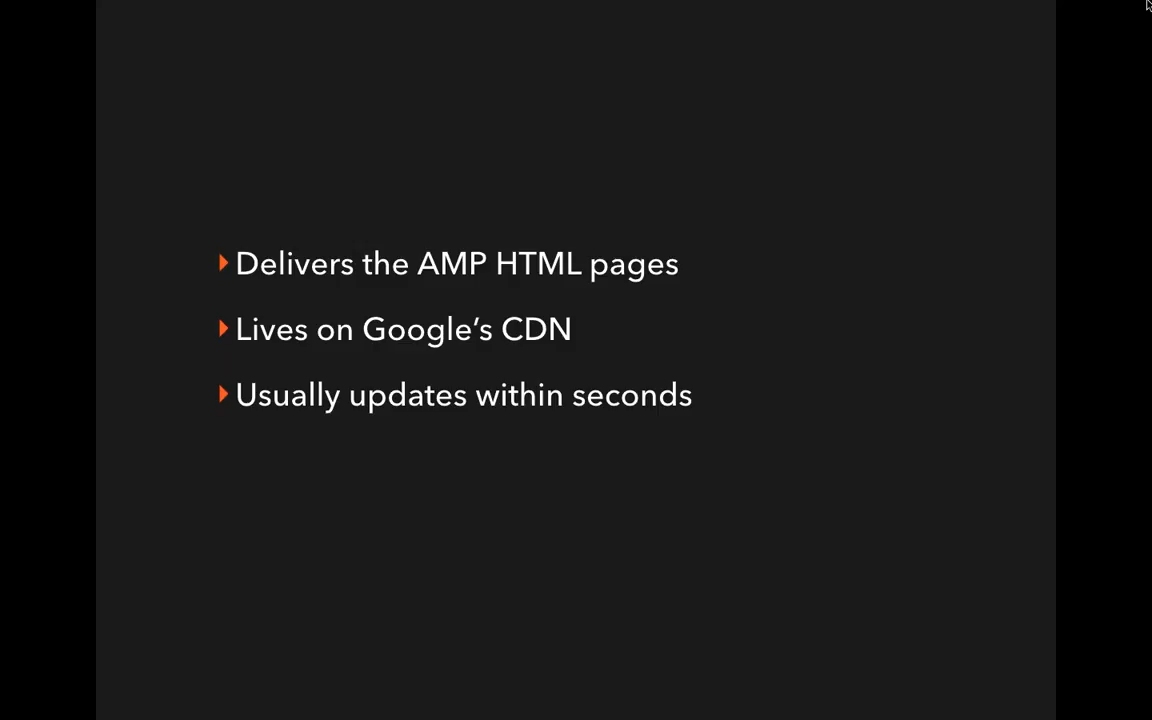 Delivers the AMP HTML pages
Lives on Google’s CDN
Usually updates within seconds